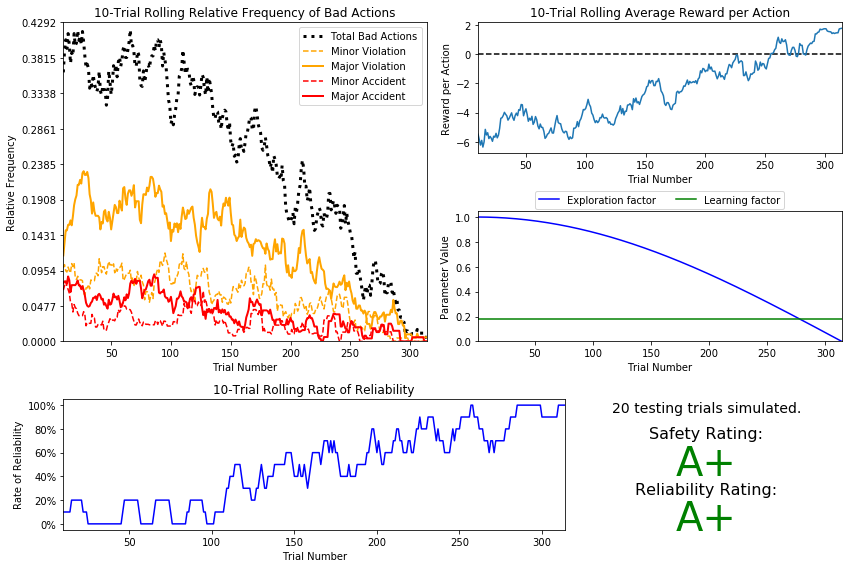 10-Trial Rolling Relative Frequency of Bad Actions
0.4292
0.3815
0.3338
0.2861
0.2385
0.1908
0.1431
0.0954
0.0477
0.0000
Relative Frequency
Total Bad Actions
Minor Violation
Major Violation
Minor Accident
Major Accident
50
100
150
200
250
300
Trial Number
10-Trial Rolling Average Reward per Action
2
0
−2
−4
−6
Reward per Action
50
100
150
200
250
300
Trial Number
Exploration factor
Learning factor
1.0
0.8
0.6
0.4
0.2
0.0
Parameter Value
50
100
150
200
250
300
Trial Number
10-Trial Rolling Rate of Reliability
100%
80%
60%
40%
20%
0%
Rate of Reliability
50
100
150
200
250
300
Trial Number
20 testing trials simulated.
Safety Rating:
A+
Reliability Rating:
A+